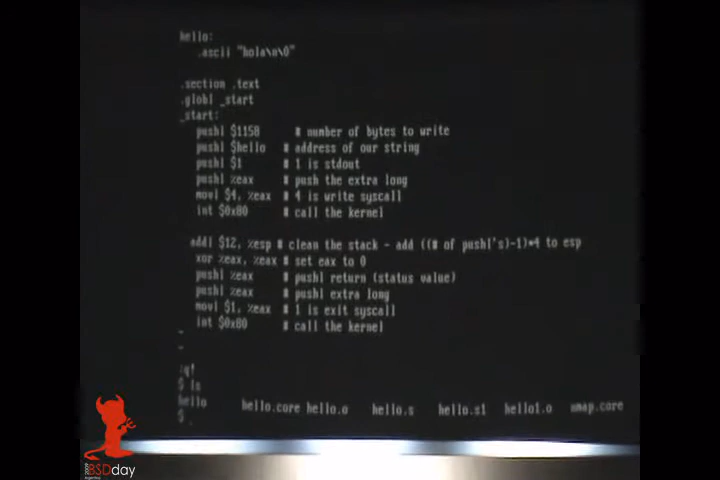 hello:
.ascii "hola\n\0"
.section .text
.globl _start
_start:
pushl $1158 # number of bytes to write
pushl $hello # address of our string
pushl $1 # 1 is stdout
pushl %eax # push the extra long
movl $4, %eax # 4 is write syscall
int $0x80 # call the kernel
addl $12, %esp # clean the stack - add ((# of pushl's)-1)*4 to esp
xor %eax, %eax # set eax to 0
pushl %eax # pushl return (status value)
pushl %eax # pushl extra long
movl $1, %eax # 1 is exit syscall
int $0x80 # call the kernel
~
~
:q!
$ ls
hello hello.core hello.o hello.s hello.s1 hello1.o nmap.core
$
BSDday